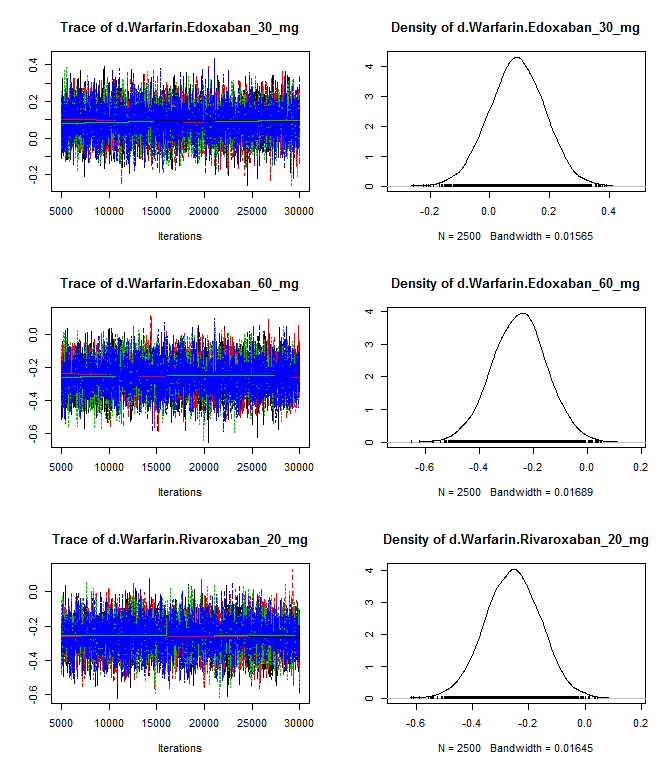 Trace of d.Warfarin.Edoxaban_30_mg
0.4
0.2
0.0
-0.2
5000 10000 15000 20000 25000 30000
Iterations
Density of d.Warfarin.Edoxaban_30_mg
4
3
2
1
0
-0.2 0.0 0.2 0.4
N = 2500 Bandwidth = 0.01565
Trace of d.Warfarin.Edoxaban_60_mg
0.0
-0.2
-0.4
-0.6
5000 10000 15000 20000 25000 30000
Iterations
Density of d.Warfarin.Edoxaban_60_mg
4
3
2
1
0
-0.6 -0.4 -0.2 0.0 0.2
N = 2500 Bandwidth = 0.01689
Trace of d.Warfarin.Rivaroxaban_20_mg
0.0
-0.2
-0.4
-0.6
5000 10000 15000 20000 25000 30000
Iterations
Density of d.Warfarin.Rivaroxaban_20_mg
4
3
2
1
0
-0.6 -0.4 -0.2 0.0 0.2
N = 2500 Bandwidth = 0.01645